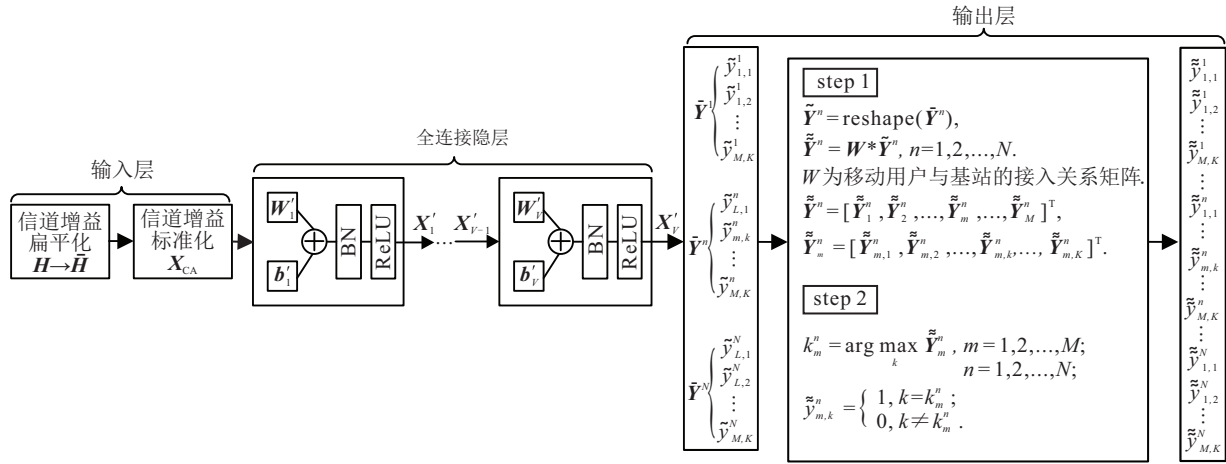 输出层
全连接隐层
输入层
信道增益
扁平化
H→H̄
信道增益
标准化
X_CA
W′_1
b′_1
BN
ReLU
X′_1
…
X′_{V−1}
W′_V
b′_V
BN
ReLU
X′_V
Ȳ^1
ỹ^1_{1,1}
ỹ^1_{1,2}
⋮
ỹ^1_{M,K}
Ȳ^n
ỹ^n_{L,1}
ỹ^n_{m,k}
⋮
ỹ^n_{M,K}
Ȳ^N
ỹ^N_{L,1}
ỹ^N_{L,2}
⋮
ỹ^N_{M,K}
step 1
Ỹ^n=reshape(Ȳ^n),
Ỹ̃^n=W*Ỹ^n, n=1,2,...,N.
W为移动用户与基站的接入关系矩阵.
Ỹ̃^n=[Ỹ̃^n_1,Ỹ̃^n_2,...,Ỹ̃^n_m,...,Ỹ̃^n_M]^T,
Ỹ̃^n_m=[Ỹ̃^n_{m,1},Ỹ̃^n_{m,2},...,Ỹ̃^n_{m,k},...,Ỹ̃^n_{m,K}]^T.
step 2
k^n_m=arg max_k Ỹ̃^n_m, m=1,2,...,M;
n=1,2,...,N;
ỹ̃^n_{m,k}={1, k=k^n_m;
0, k≠k^n_m.
ỹ̃^1_{1,1}
ỹ̃^1_{1,2}
⋮
ỹ̃^1_{M,K}
⋮
ỹ̃^n_{1,1}
⋮
ỹ̃^n_{m,k}
⋮
ỹ̃^n_{M,K}
⋮
ỹ̃^N_{1,1}
ỹ̃^N_{1,2}
⋮
ỹ̃^N_{M,K}